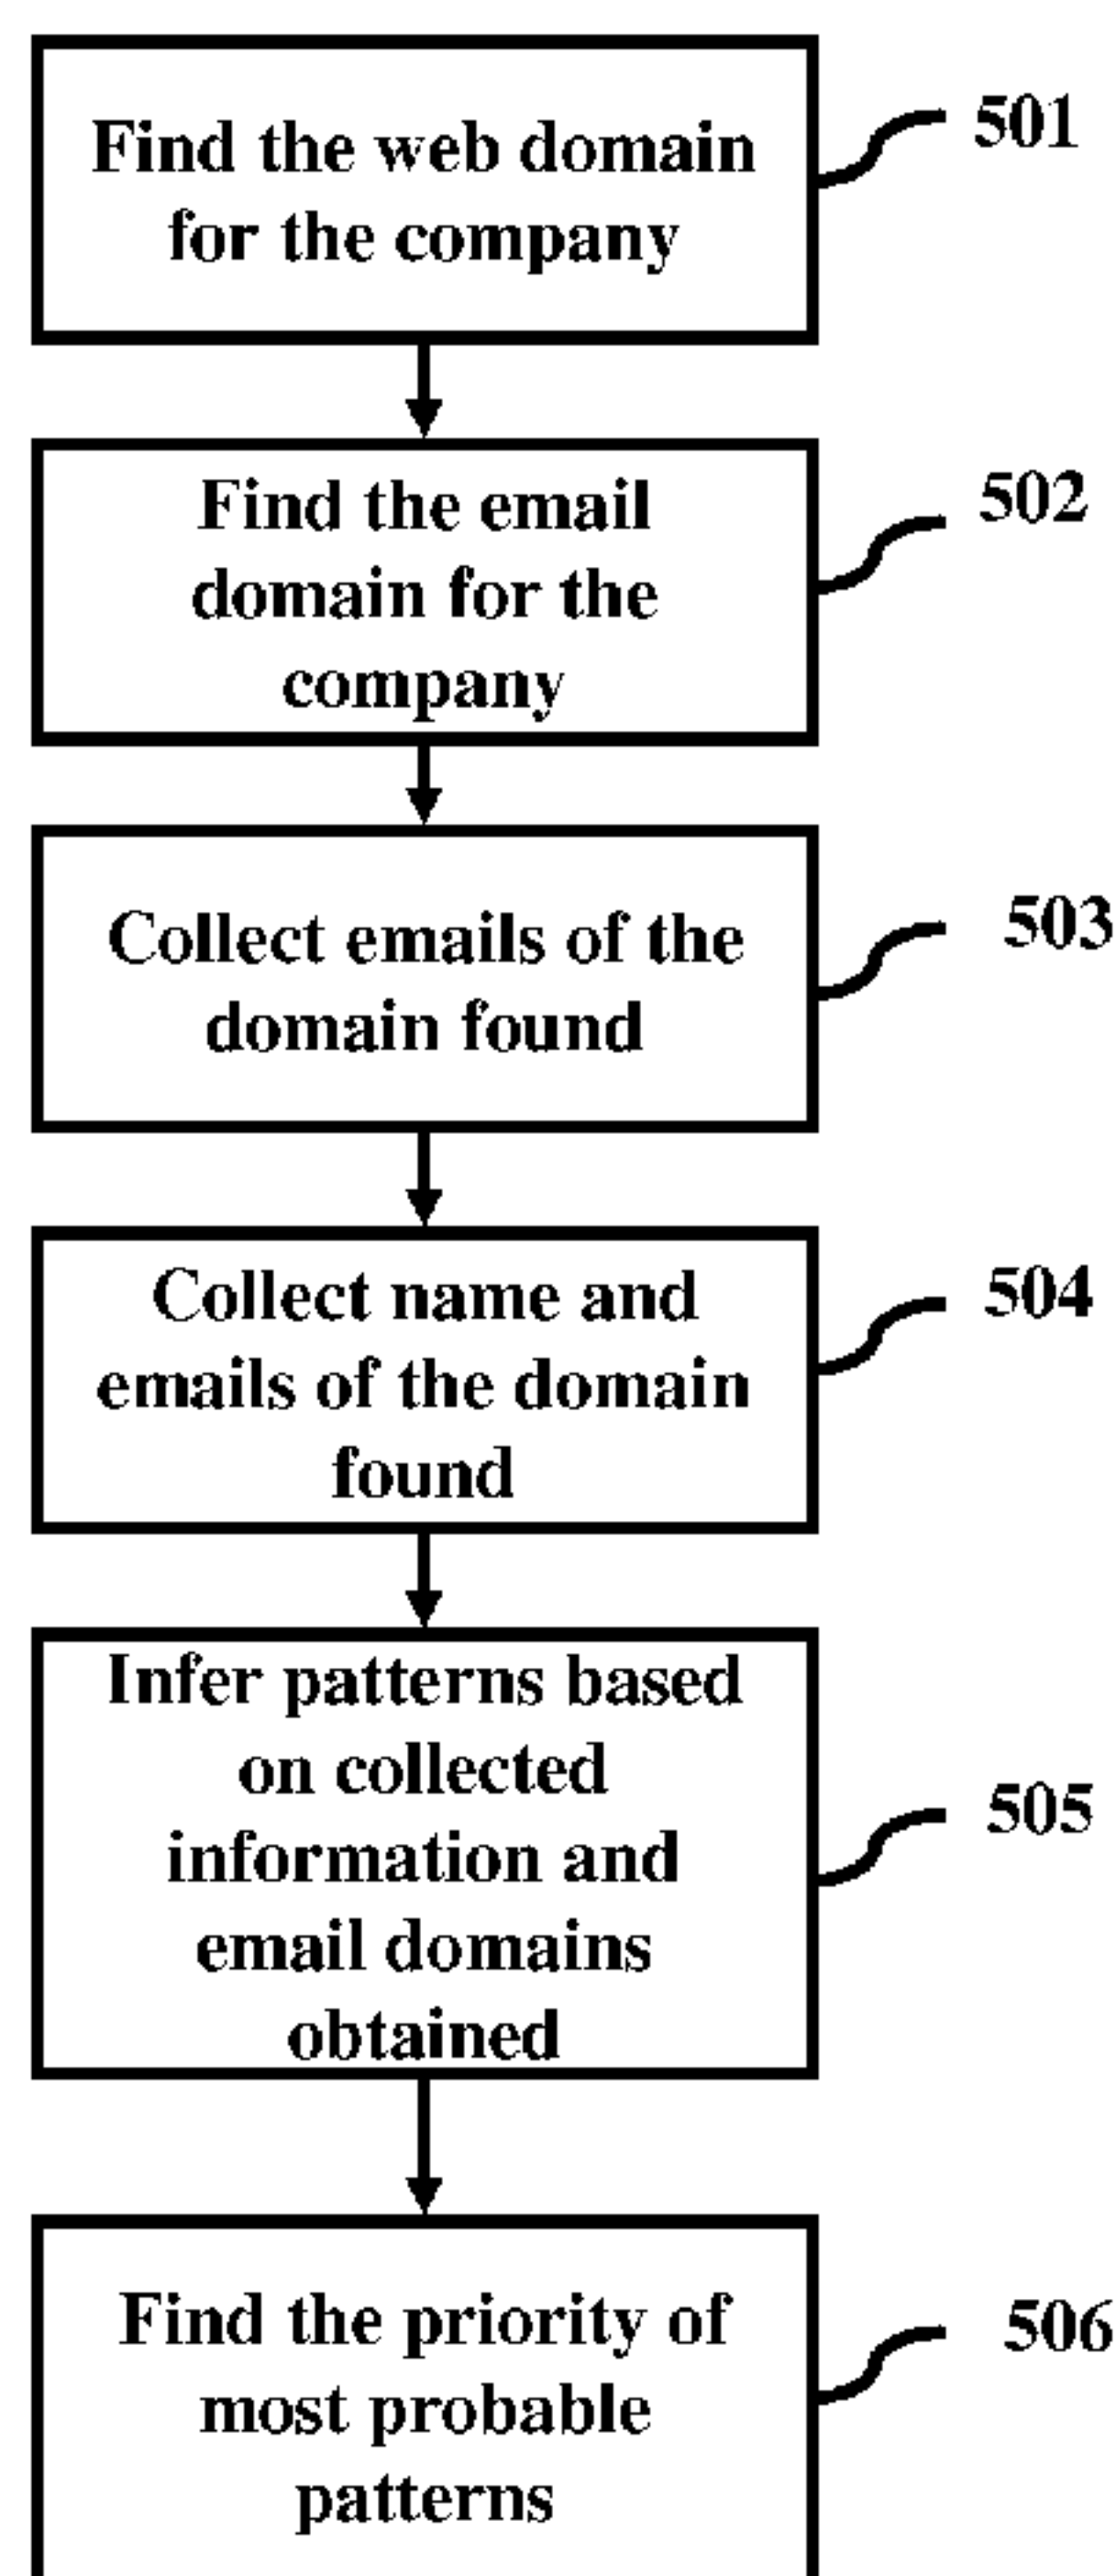 Find the web domain
for the company
501
Find the email
domain for the
company
502
Collect emails of the
domain found
503
Collect name and
emails of the domain
found
504
Infer patterns based
on collected
information and
email domains
obtained
505
Find the priority of
most probable
patterns
506